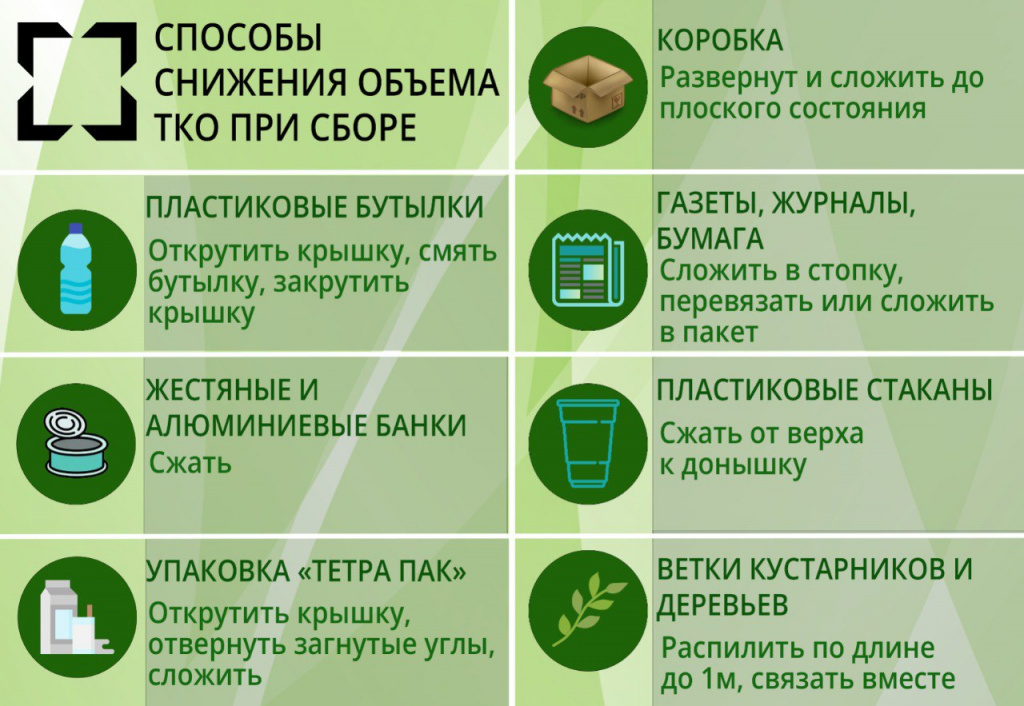 СПОСОБЫ
СНИЖЕНИЯ ОБЪЕМА
ТКО ПРИ СБОРЕ
КОРОБКА
Развернут и сложить до
плоского состояния
ПЛАСТИКОВЫЕ БУТЫЛКИ
Открутить крышку, смять
бутылку, закрутить
крышку
ГАЗЕТЫ, ЖУРНАЛЫ,
БУМАГА
Сложить в стопку,
перевязать или сложить
в пакет
ЖЕСТЯНЫЕ И
АЛЮМИНИЕВЫЕ БАНКИ
Сжать
ПЛАСТИКОВЫЕ СТАКАНЫ
Сжать от верха
к донышку
УПАКОВКА «ТЕТРА ПАК»
Открутить крышку,
отвернуть загнутые углы,
сложить
ВЕТКИ КУСТАРНИКОВ И
ДЕРЕВЬЕВ
Распилить по длине
до 1м, связать вместе